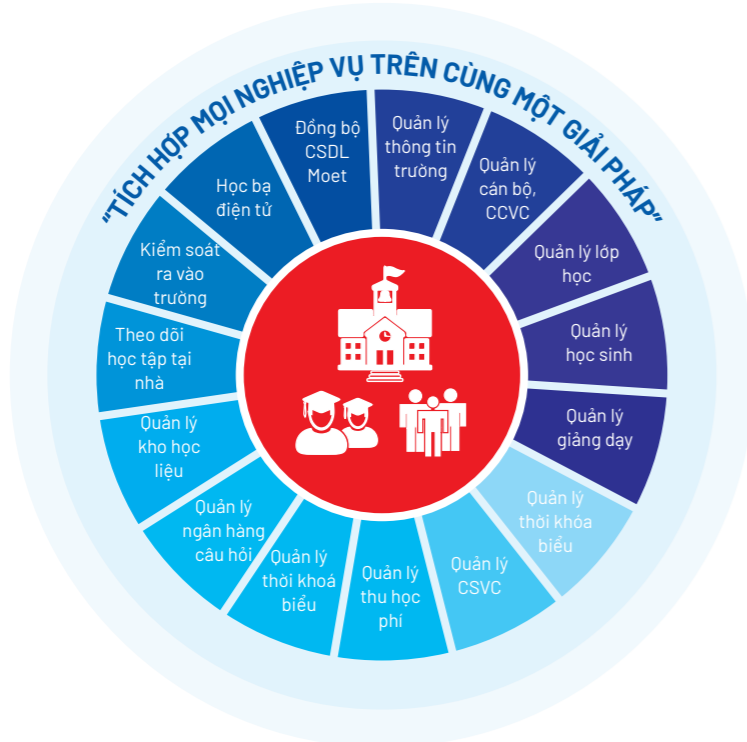 "TÍCH HỢP MỌI NGHIỆP VỤ TRÊN CÙNG MỘT GIẢI PHÁP"
Quản lý
thông tin
trường
Quản lý
cán bộ,
CCVC
Quản lý lớp
học
Quản lý
học sinh
Quản lý
giảng dạy
Quản lý
thời khóa
biểu
Quản lý
CSVC
Quản lý
thu học
phí
Quản lý
thời khoá
biểu
Quản lý
ngân hàng
câu hỏi
Quản lý
kho học
liệu
Theo dõi
học tập tại
nhà
Kiểm soát
ra vào
trường
Học bạ
điện tử
Đồng bộ
CSDL
Moet